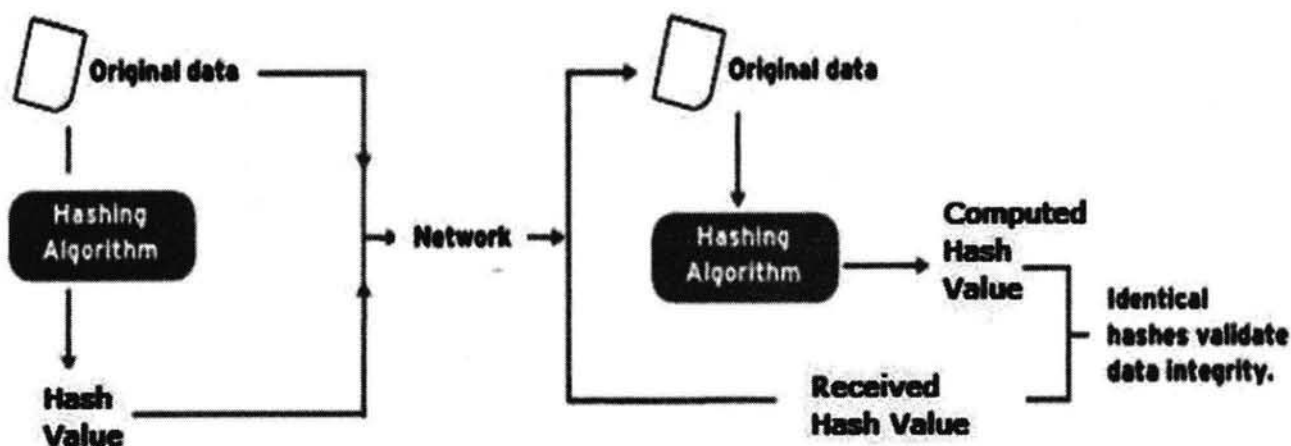 Original data
Hashing
Algorithm
Hash
Value
Network
Original data
Hashing
Algorithm
Computed
Hash
Value
Received
Hash Value
Identical
hashes validate
data integrity.